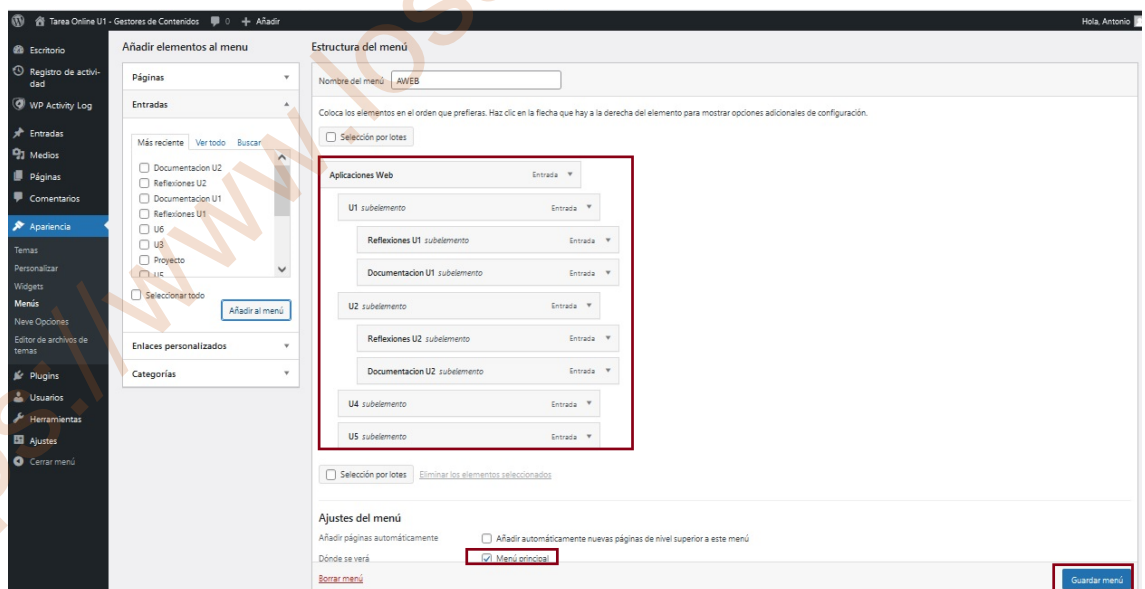 Tarea Online U1 - Gestores de Contenidos 0 + Añadir Hola, Antonio
Escritorio
Registro de activi-
dad
WP Activity Log
Entradas
Medios
Páginas
Comentarios
Apariencia
Temas
Personalizar
Widgets
Menús
Neve Opciones
Editor de archivos de
temas
Plugins
Usuarios
Herramientas
Ajustes
Cerrar menú
Añadir elementos al menu
Páginas
Entradas
Más reciente Ver todo Buscar
Documentacion U2
Reflexiones U2
Documentacion U1
Reflexiones U1
U6
U3
Proyecto
U5
Seleccionar todo
Añadir al menú
Enlaces personalizados
Categorías
Estructura del menú
Nombre del menú AWEB
Coloca los elementos en el orden que prefieras. Haz clic en la flecha que hay a la derecha del elemento para mostrar opciones adicionales de configuración.
Selección por lotes
Aplicaciones Web Entrada
U1 subelemento Entrada
Reflexiones U1 subelemento Entrada
Documentacion U1 subelemento Entrada
U2 subelemento Entrada
Reflexiones U2 subelemento Entrada
Documentacion U2 subelemento Entrada
U4 subelemento Entrada
U5 subelemento Entrada
Selección por lotes Eliminar los elementos seleccionados
Ajustes del menú
Añadir páginas automáticamente Añadir automáticamente nuevas páginas de nivel superior a este menú
Dónde se verá Menú principal
Borrar menú Guardar menú